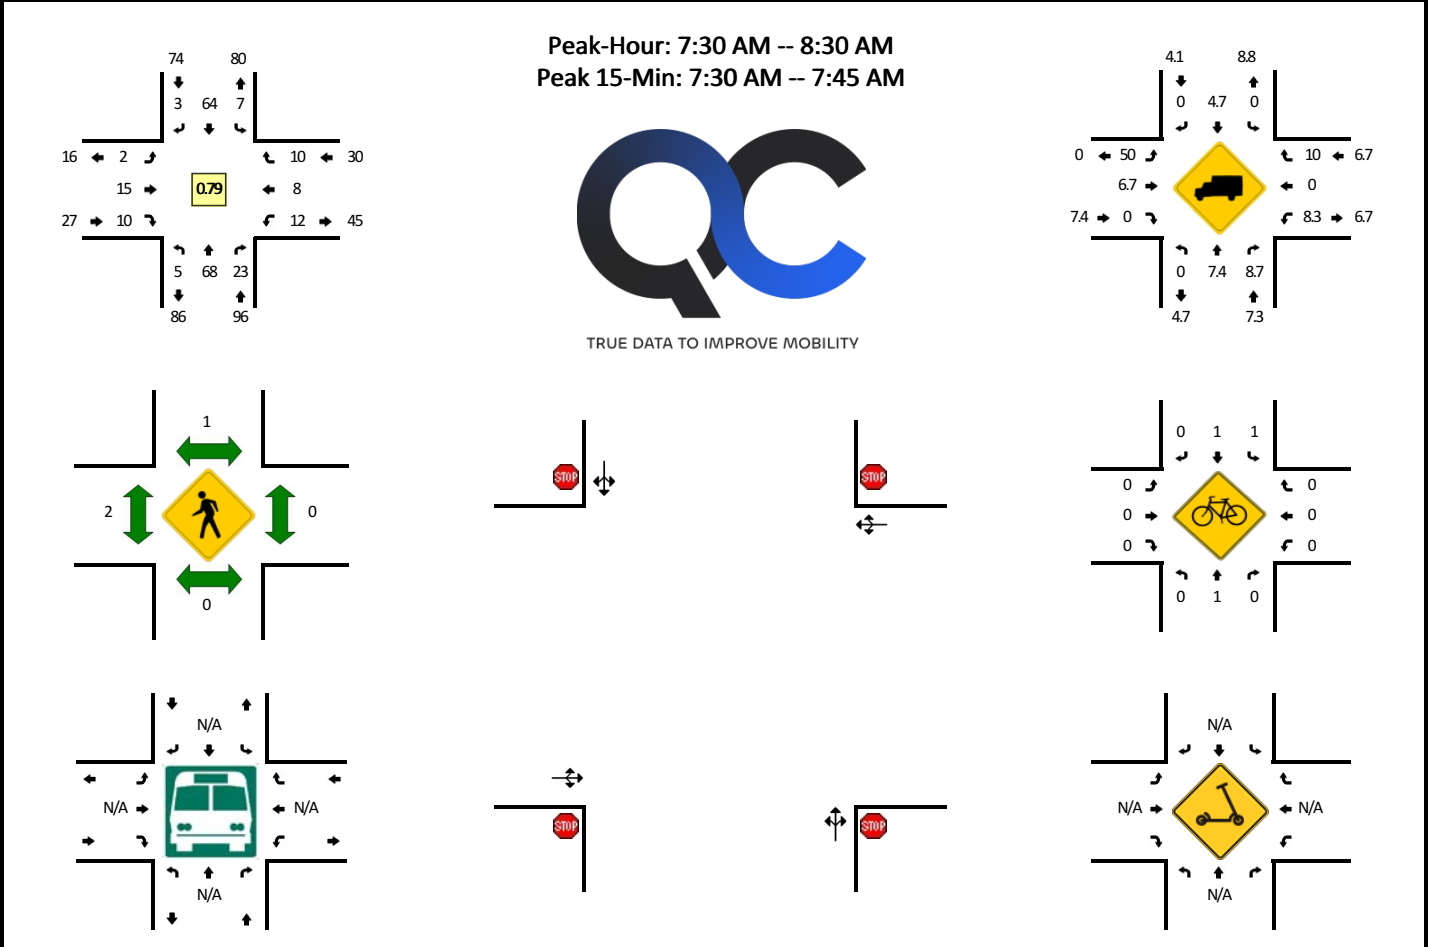 Peak-Hour: 7:30 AM -- 8:30 AM
Peak 15-Min: 7:30 AM -- 7:45 AM
74 80
3 64 7
16 2 10 30
15 0.79 8
27 10 12 45
5 68 23
86 96
QC
TRUE DATA TO IMPROVE MOBILITY
4.1 8.8
0 4.7 0
0 50 10 6.7
6.7 0
7.4 0 8.3 6.7
0 7.4 8.7
4.7 7.3
1
2 0
0
STOP STOP
0 1 1
0 0
0 0
0 0
0 1 0
N/A
N/A N/A
N/A
STOP STOP
N/A
N/A N/A
N/A